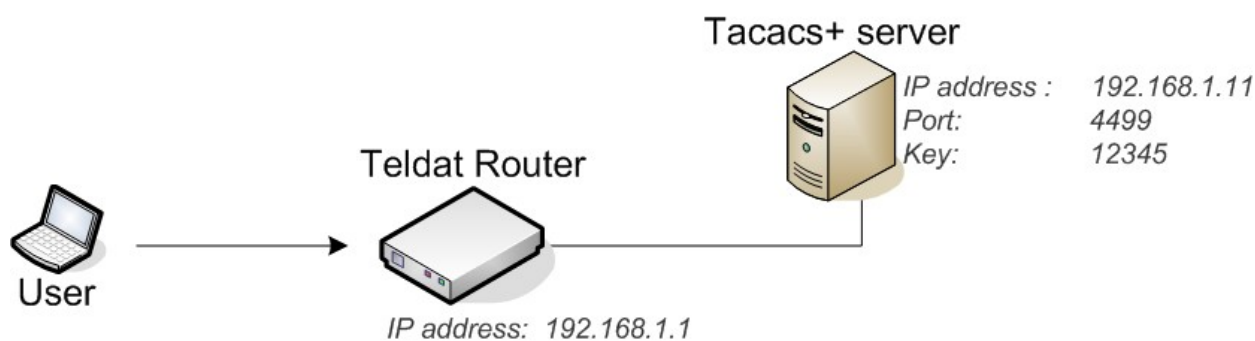 Tacacs+ server
IP address : 192.168.1.11
Port: 4499
Key: 12345
Teldat Router
User
IP address: 192.168.1.1